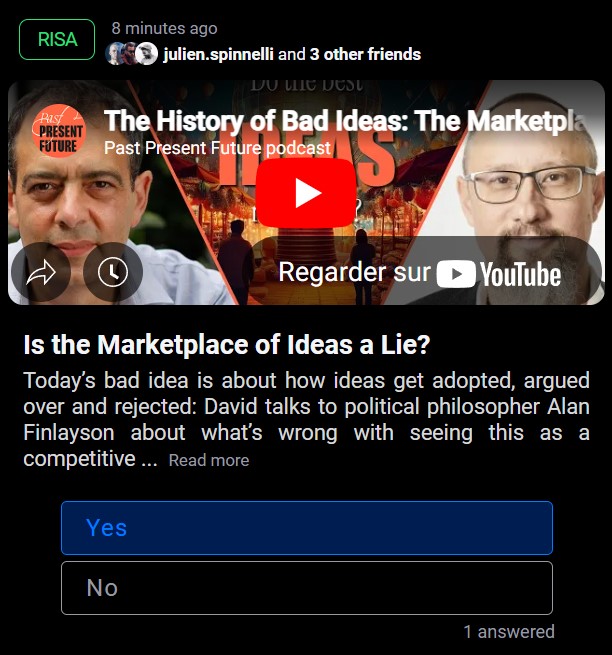 RISA
8 minutes ago
julien.spinnelli and 3 other friends
Do the best
IDEAS
Past
PRESENT
FUTURE
The History of Bad Ideas: The Marketpla
Past Present Future podcast
?
Regarder sur YouTube
Is the Marketplace of Ideas a Lie?
Today’s bad idea is about how ideas get adopted, argued
over and rejected: David talks to political philosopher Alan
Finlayson about what’s wrong with seeing this as a
competitive ... Read more
Yes
No
1 answered